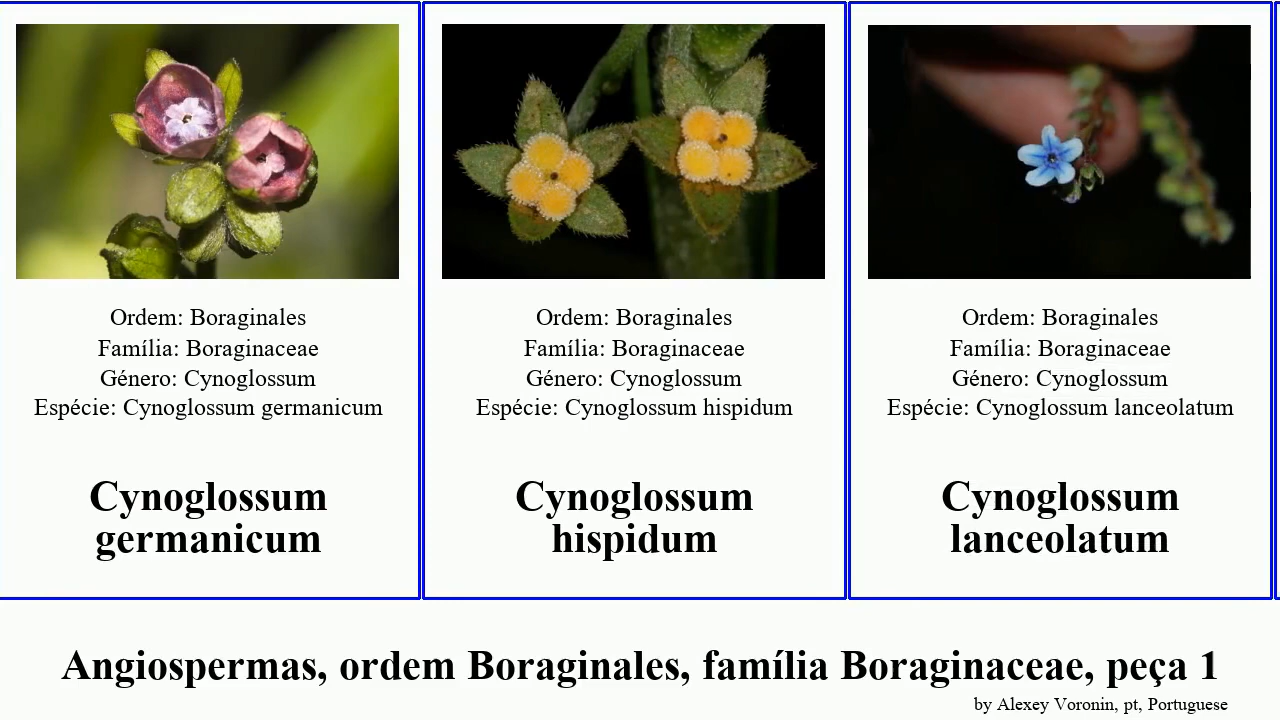 Ordem: Boraginales
Família: Boraginaceae
Género: Cynoglossum
Espécie: Cynoglossum germanicum
Cynoglossum
germanicum
Ordem: Boraginales
Família: Boraginaceae
Género: Cynoglossum
Espécie: Cynoglossum hispidum
Cynoglossum
hispidum
Ordem: Boraginales
Família: Boraginaceae
Género: Cynoglossum
Espécie: Cynoglossum lanceolatum
Cynoglossum
lanceolatum
Angiospermas, ordem Boraginales, família Boraginaceae, peça 1
by Alexey Voronin, pt, Portuguese